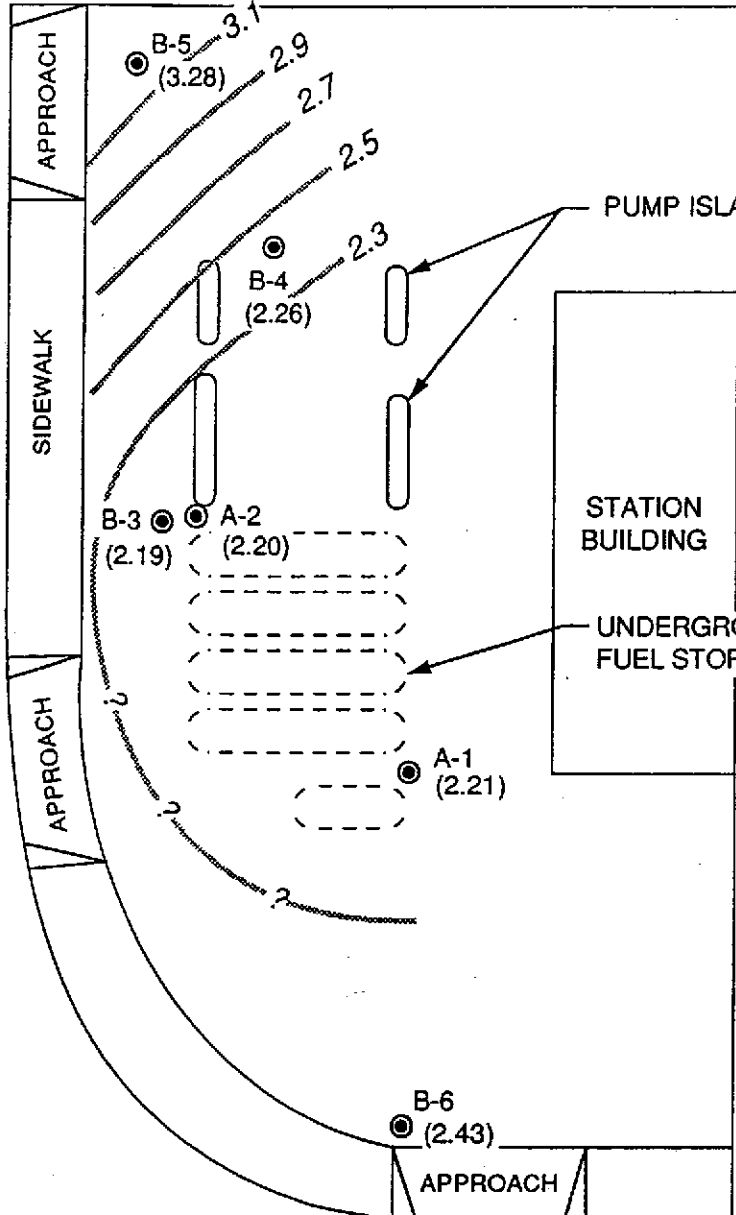 APPROACH
B-5
(3.28)
3.1
2.9
2.7
2.5
2.3
PUMP ISLA
B-4
(2.26)
SIDEWALK
B-3
(2.19)
A-2
(2.20)
STATION
BUILDING
UNDERGRO
FUEL STOR
?
APPROACH
A-1
(2.21)
?
?
B-6
(2.43)
APPROACH